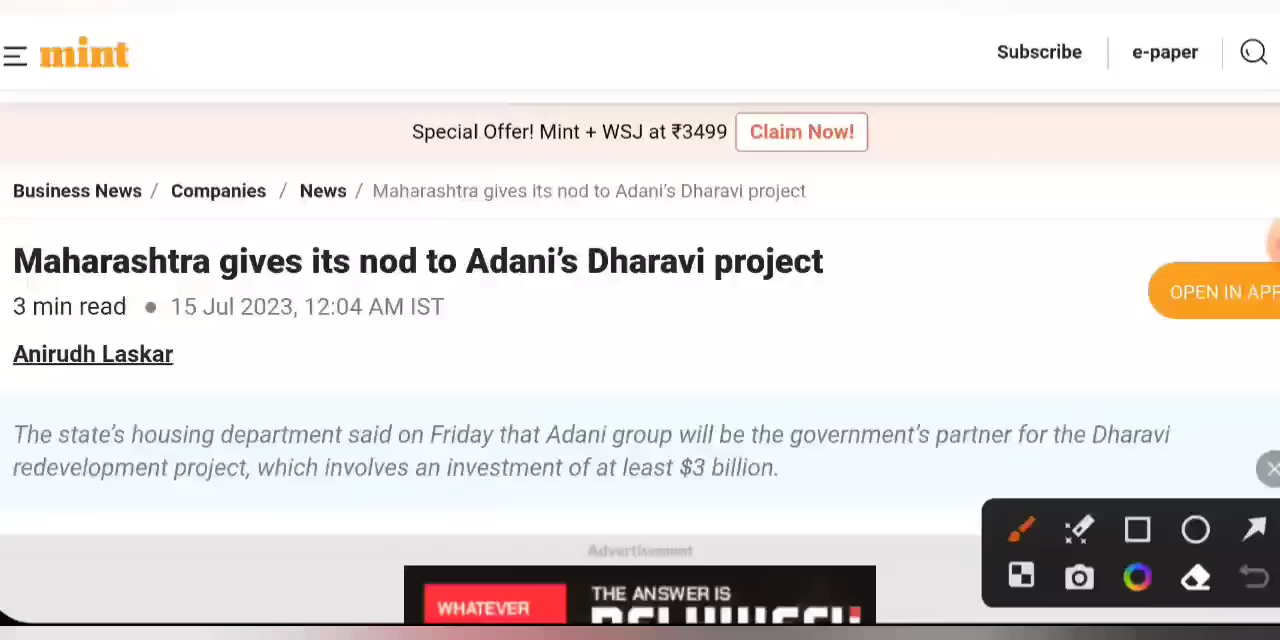 mint
Subscribe
e-paper
Special Offer! Mint + WSJ at ₹3499 Claim Now!
Business News / Companies / News / Maharashtra gives its nod to Adani's Dharavi project
Maharashtra gives its nod to Adani's Dharavi project
3 min read • 15 Jul 2023, 12:04 AM IST
OPEN IN APP
Anirudh Laskar
The state's housing department said on Friday that Adani group will be the government's partner for the Dharavi
redevelopment project, which involves an investment of at least $3 billion.
Advertisement
WHATEVER
THE ANSWER IS